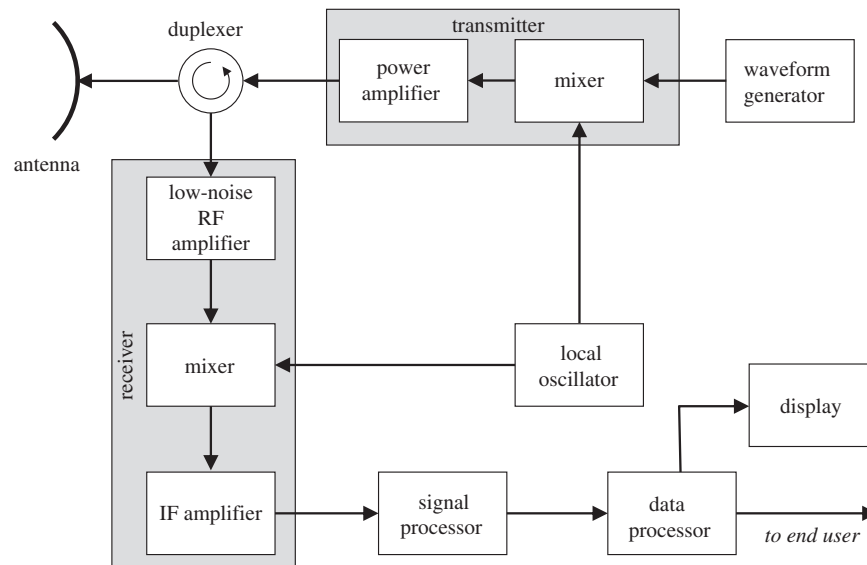 duplexer
transmitter
power
amplifier
mixer
waveform
generator
antenna
low-noise
RF
amplifier
receiver
mixer
local
oscillator
display
IF amplifier
signal
processor
data
processor
to end user